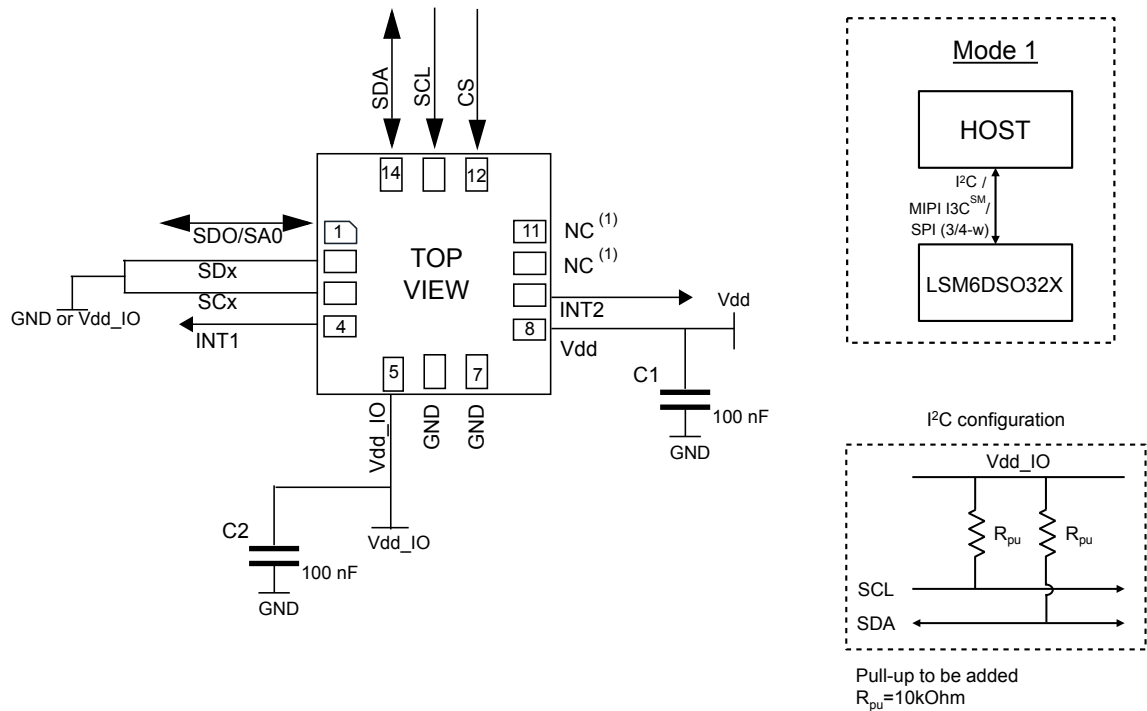 SDA
SCL
CS
14
12
1
SDO/SA0
SDx
SCx
GND or Vdd_IO
INT1
4
TOP
VIEW
11
NC (1)
NC (1)
INT2
8
Vdd
Vdd
5
7
Vdd_IO
GND
GND
C1
100 nF
GND
C2
100 nF
GND
Vdd_IO
Mode 1
HOST
I²C /
MIPI I3C SM/
SPI (3/4-w)
LSM6DSO32X
I²C configuration
Vdd_IO
Rpu
Rpu
SCL
SDA
Pull-up to be added
Rpu=10kOhm